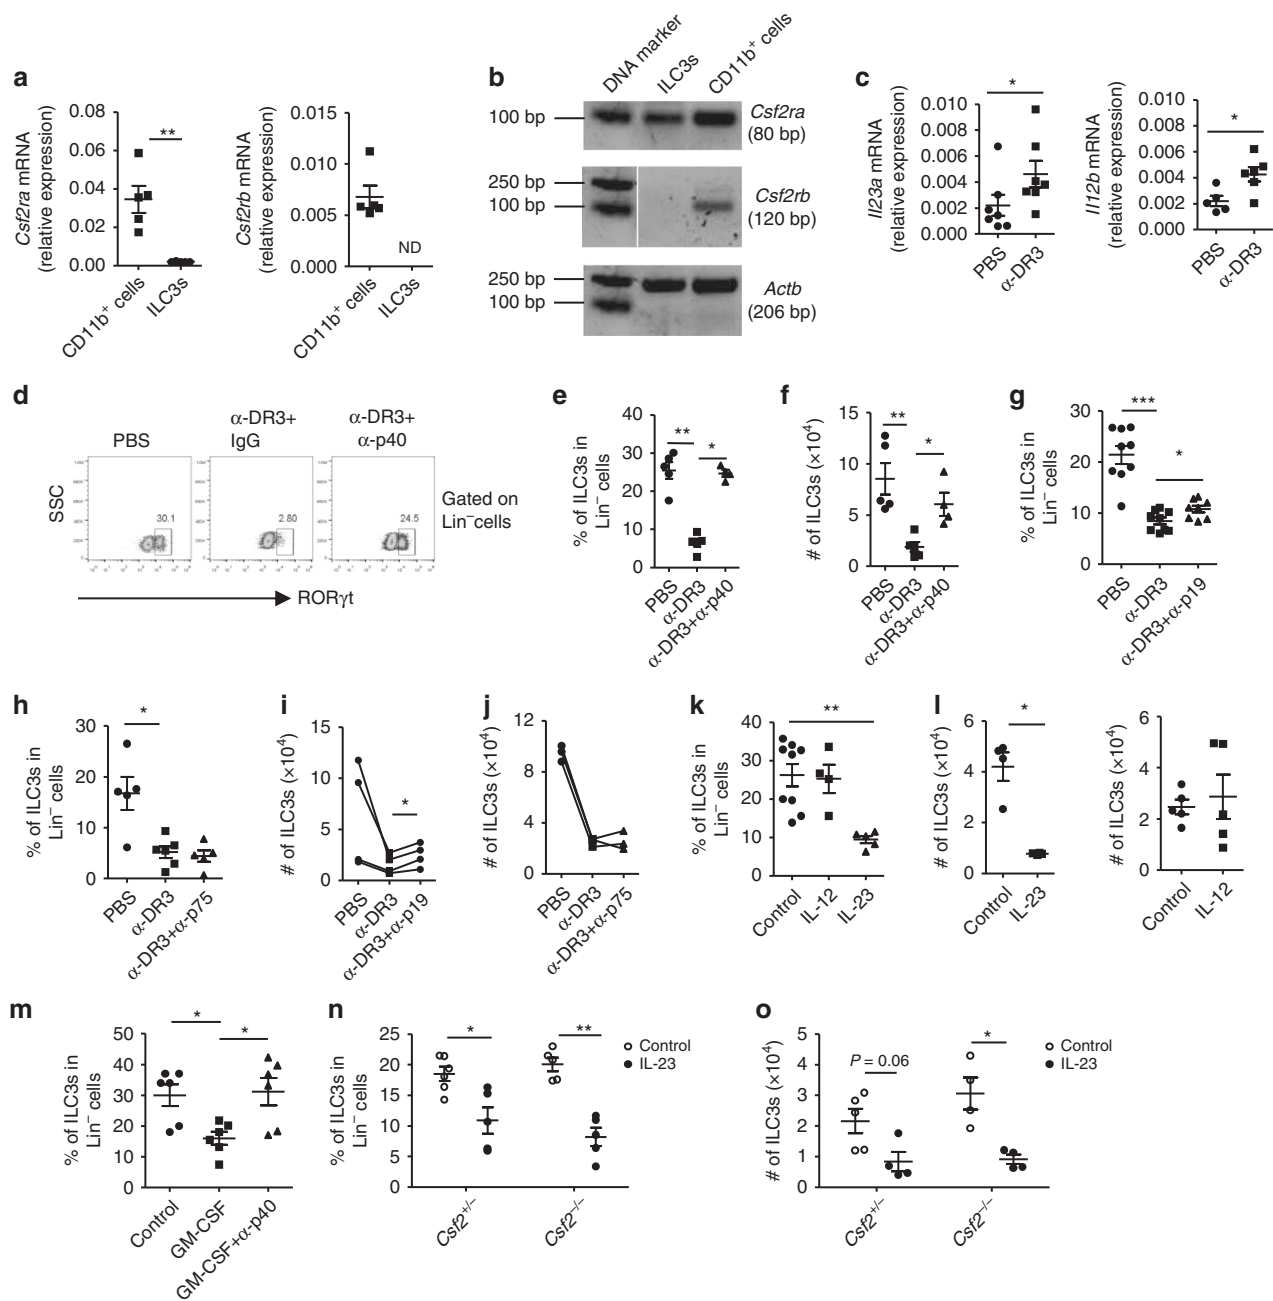 a
Csf2ra mRNA
(relative expression)
0.08
0.06
0.04
0.02
0.00
**
CD11b+ cells
ILC3s
Csf2rb mRNA
(relative expression)
0.015
0.010
0.005
0.000
ND
CD11b+ cells
ILC3s
b
DNA marker
ILC3s
CD11b+ cells
100 bp
Csf2ra
(80 bp)
250 bp
100 bp
Csf2rb
(120 bp)
250 bp
100 bp
Actb
(206 bp)
c
Il23a mRNA
(relative expression)
0.010
0.008
0.006
0.004
0.002
0.000
*
PBS
α-DR3
Il12b mRNA
(relative expression)
0.010
0.008
0.006
0.004
0.002
0.000
*
PBS
α-DR3
d
PBS
α-DR3+
IgG
α-DR3+
α-p40
SSC
30.1
2.80
24.5
Gated on
Lin−cells
RORγt
e
% of ILC3s in
Lin− cells
40
30
20
10
0
**
*
PBS
α-DR3
α-DR3+α-p40
f
# of ILC3s (×10^4)
15
10
5
0
**
*
PBS
α-DR3
α-DR3+α-p40
g
% of ILC3s in
Lin− cells
30
20
10
0
***
*
PBS
α-DR3
α-DR3+α-p19
h
% of ILC3s in
Lin− cells
30
20
10
0
*
PBS
α-DR3
α-DR3+α-p75
i
# of ILC3s (×10^4)
15
10
5
0
*
PBS
α-DR3
α-DR3+α-p19
j
# of ILC3s (×10^4)
12
8
4
0
PBS
α-DR3
α-DR3+α-p75
k
% of ILC3s in
Lin− cells
40
30
20
10
0
**
Control
IL-12
IL-23
l
# of ILC3s (×10^4)
6
4
2
0
*
Control
IL-23
# of ILC3s (×10^4)
6
4
2
0
Control
IL-12
m
% of ILC3s in
Lin− cells
50
40
30
20
10
0
*
*
Control
GM-CSF
GM-CSF+α-p40
n
% of ILC3s in
Lin− cells
25
20
15
10
5
0
*
**
Control
IL-23
Csf2+/−
Csf2−/−
o
# of ILC3s (×10^4)
5
4
3
2
1
0
P = 0.06
*
Control
IL-23
Csf2+/−
Csf2−/−